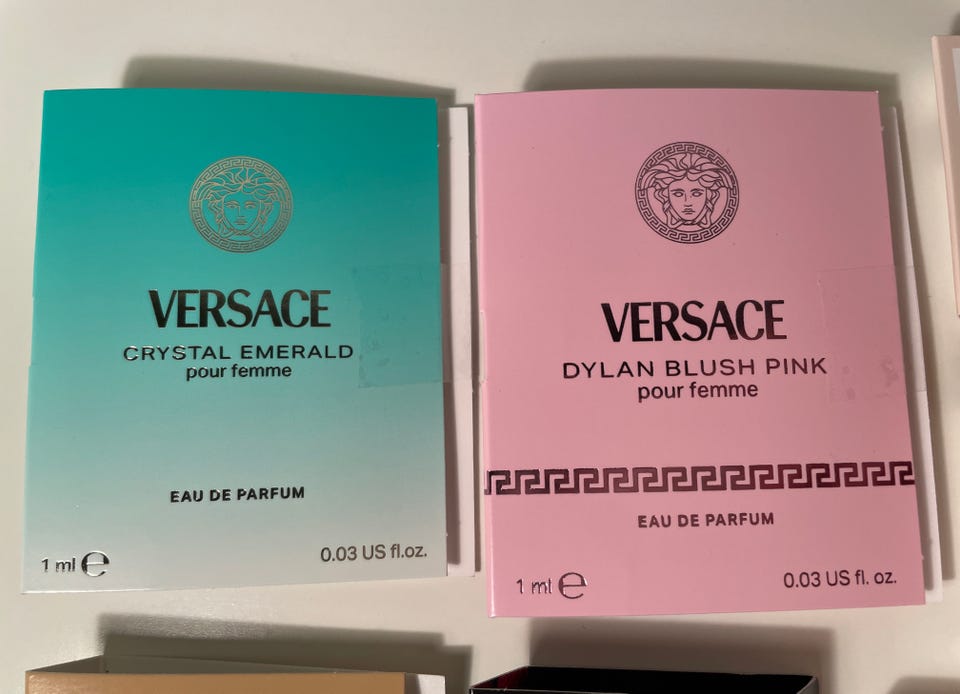 VERSACE
CRYSTAL EMERALD
pour femme
EAU DE PARFUM
1 ml e
0.03 US fl.oz.
VERSACE
DYLAN BLUSH PINK
pour femme
EAU DE PARFUM
1 ml e
0.03 US fl. oz.